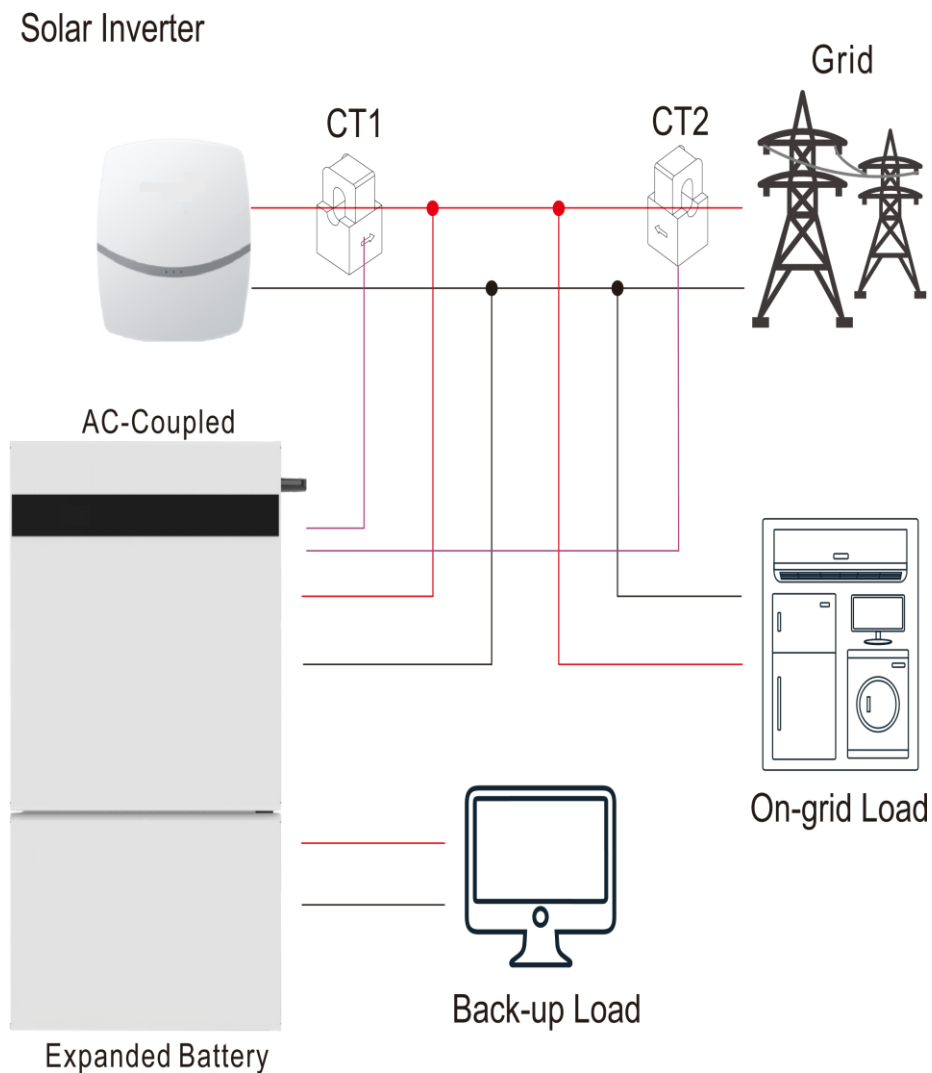 Solar Inverter
Grid
CT1
CT2
AC-Coupled
On-grid Load
Back-up Load
Expanded Battery